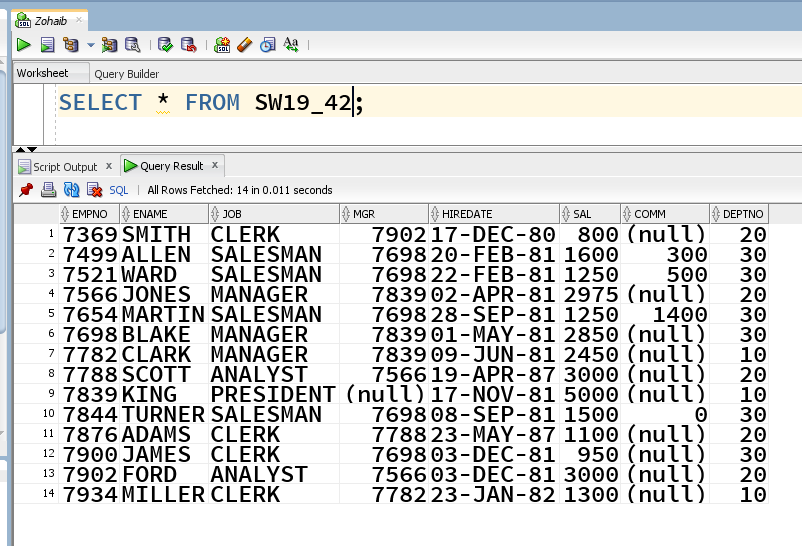 Zohaib
Worksheet Query Builder
SELECT * FROM SW19_42;
Script Output x Query Result x
SQL | All Rows Fetched: 14 in 0.011 seconds
EMPNO ENAME JOB MGR HIREDATE SAL COMM DEPTNO
1 7369 SMITH CLERK 7902 17-DEC-80 800 (null) 20
2 7499 ALLEN SALESMAN 7698 20-FEB-81 1600 300 30
3 7521 WARD SALESMAN 7698 22-FEB-81 1250 500 30
4 7566 JONES MANAGER 7839 02-APR-81 2975 (null) 20
5 7654 MARTIN SALESMAN 7698 28-SEP-81 1250 1400 30
6 7698 BLAKE MANAGER 7839 01-MAY-81 2850 (null) 30
7 7782 CLARK MANAGER 7839 09-JUN-81 2450 (null) 10
8 7788 SCOTT ANALYST 7566 19-APR-87 3000 (null) 20
9 7839 KING PRESIDENT (null) 17-NOV-81 5000 (null) 10
10 7844 TURNER SALESMAN 7698 08-SEP-81 1500 0 30
11 7876 ADAMS CLERK 7788 23-MAY-87 1100 (null) 20
12 7900 JAMES CLERK 7698 03-DEC-81 950 (null) 30
13 7902 FORD ANALYST 7566 03-DEC-81 3000 (null) 20
14 7934 MILLER CLERK 7782 23-JAN-82 1300 (null) 10